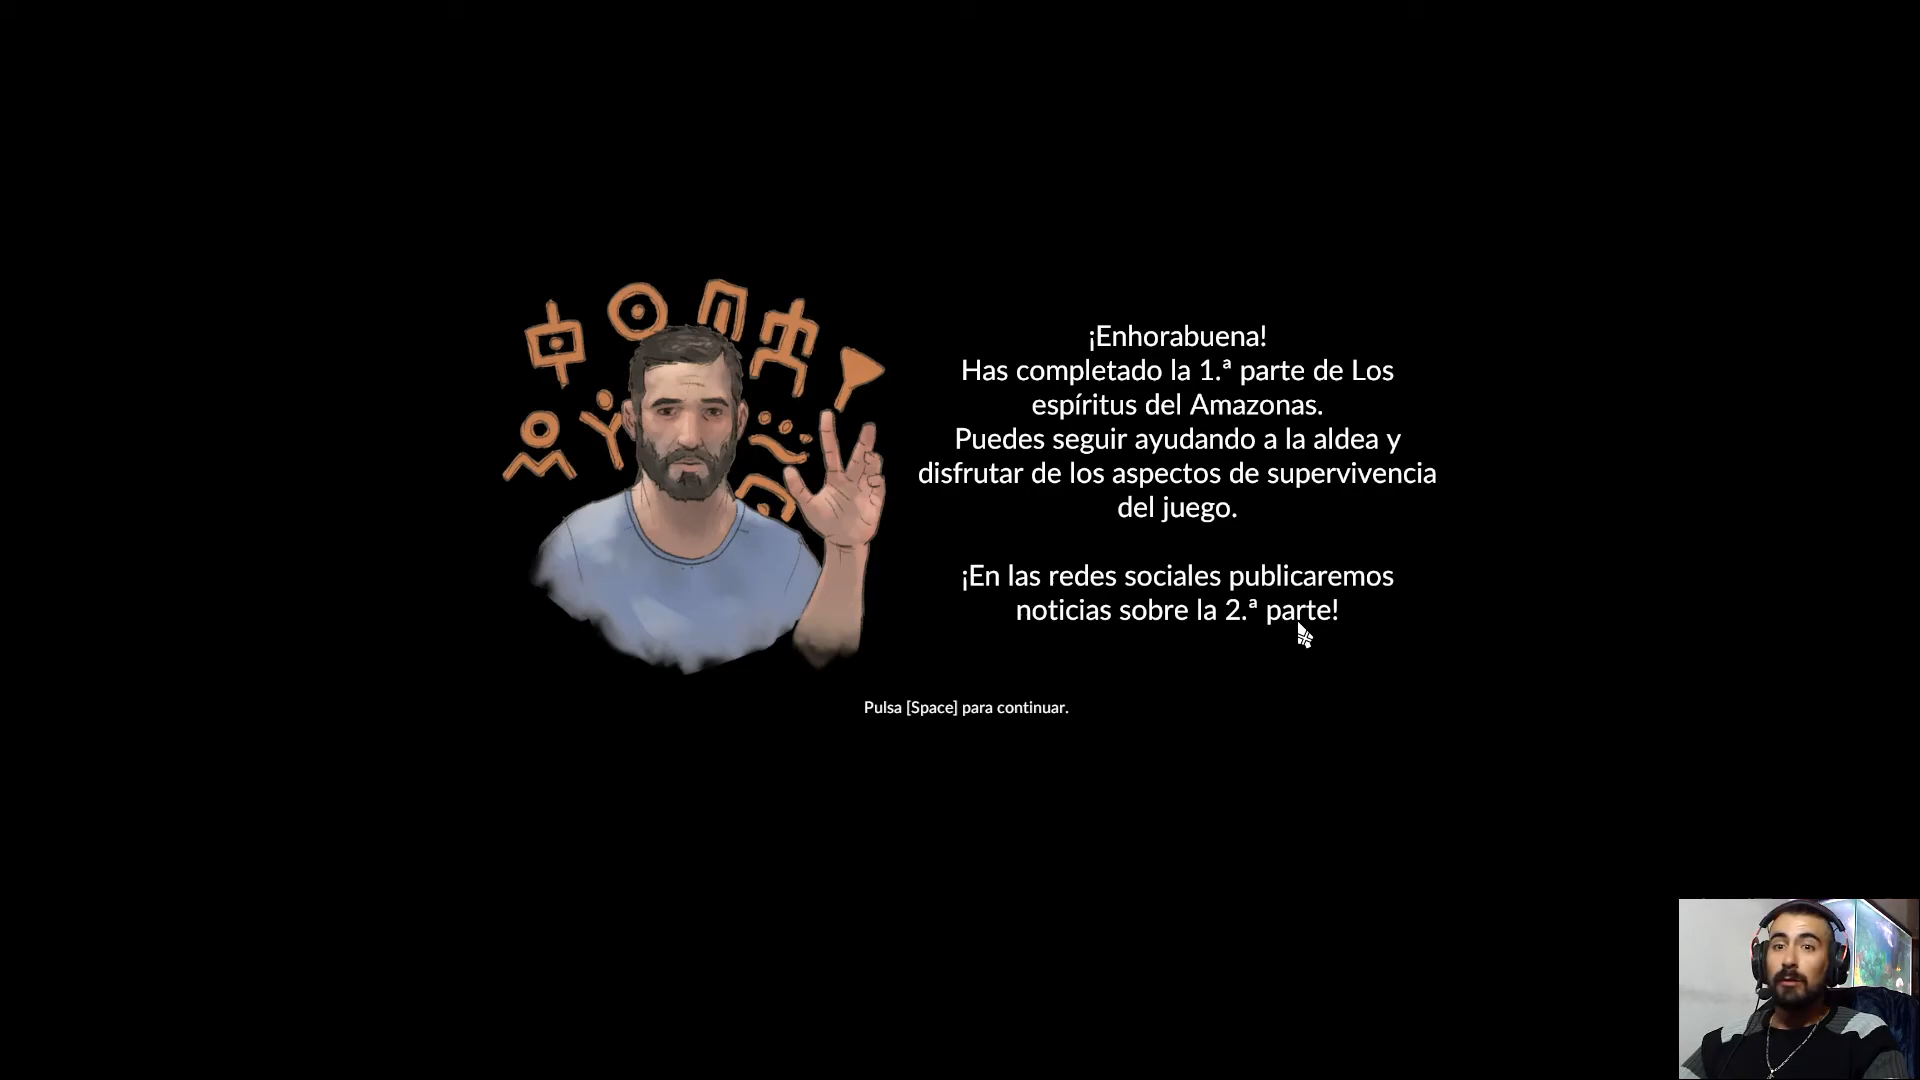 ¡Enhorabuena!
Has completado la 1.ª parte de Los
espíritus del Amazonas.
Puedes seguir ayudando a la aldea y
disfrutar de los aspectos de supervivencia
del juego.
¡En las redes sociales publicaremos
noticias sobre la 2.ª parte!
Pulsa [Space] para continuar.